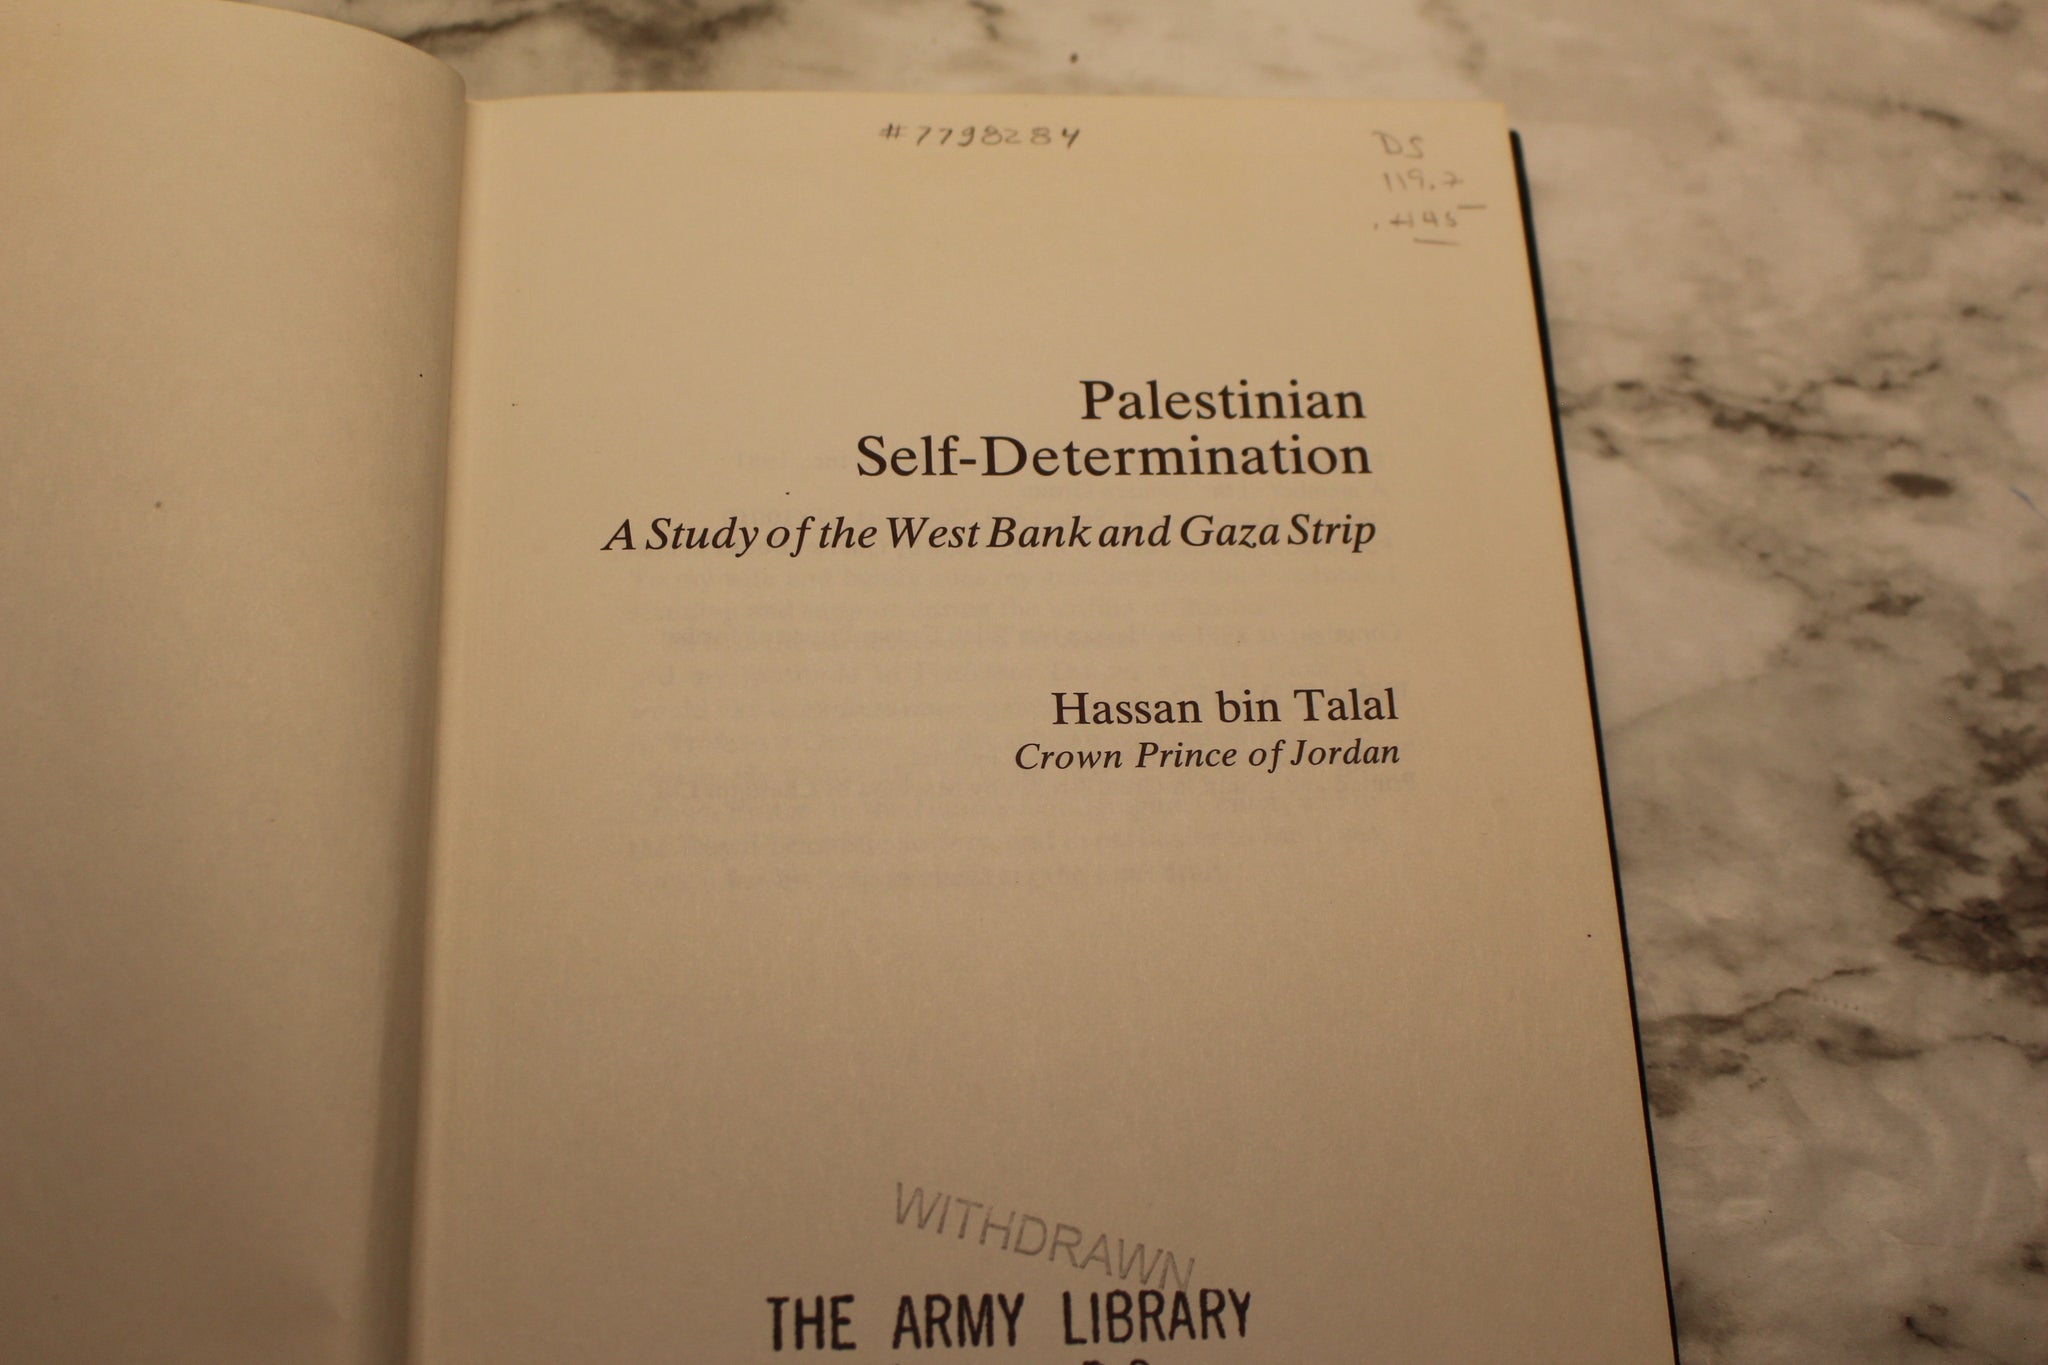 #7798284
DS
119.7
.H45
Palestinian
Self-Determination
A Study of the West Bank and Gaza Strip
Hassan bin Talal
Crown Prince of Jordan
WITHDRAWN
THE ARMY LIBRARY